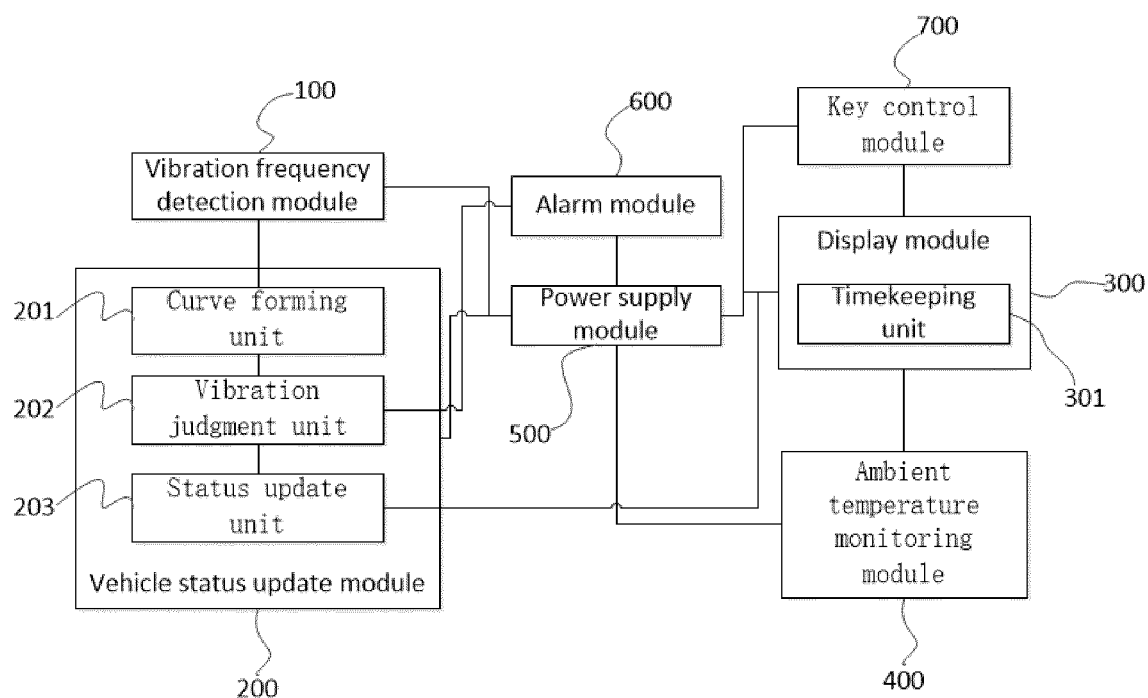 700
100
600
Key control
module
Vibration frequency
detection module
Alarm module
Display module
201
Curve forming
unit
Power supply
module
Timekeeping
unit
300
202
Vibration
judgment unit
500
301
203
Status update
unit
Ambient
temperature
monitoring
module
Vehicle status update module
200
400